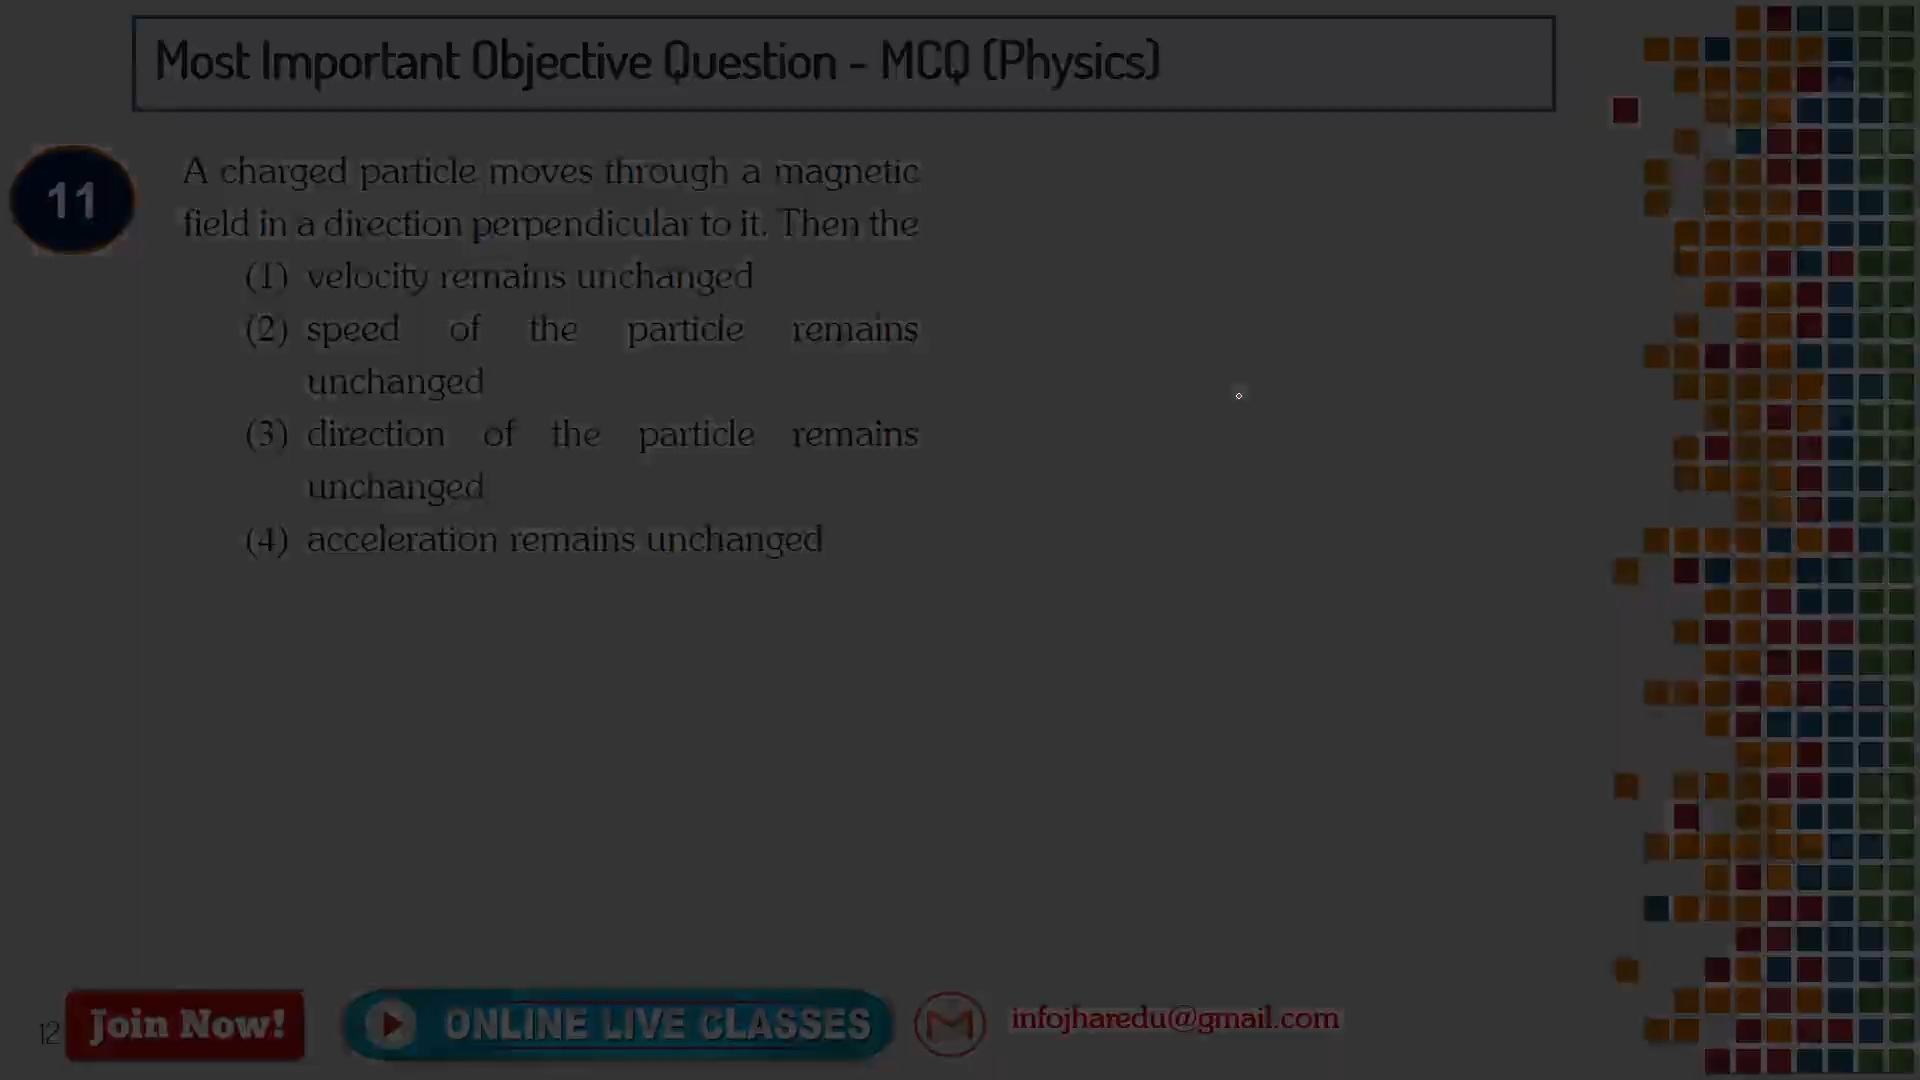 Most Important Objective Question - MCQ (Physics)
11
A charged particle moves through a magnetic
field in a direction perpendicular to it. Then the
(1) velocity remains unchanged
(2) speed of the particle remains
unchanged
(3) direction of the particle remains
unchanged
(4) acceleration remains unchanged
12
Join Now!
ONLINE LIVE CLASSES
infojharedu@gmail.com